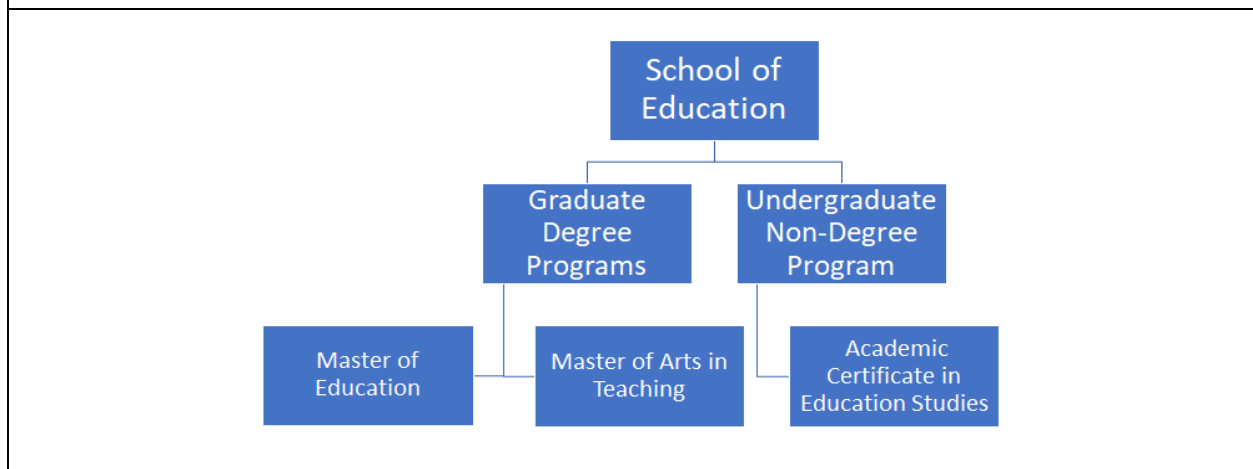 School of
Education
Graduate
Degree
Programs
Undergraduate
Non-Degree
Program
Master of
Education
Master of Arts in
Teaching
Academic
Certificate in
Education Studies